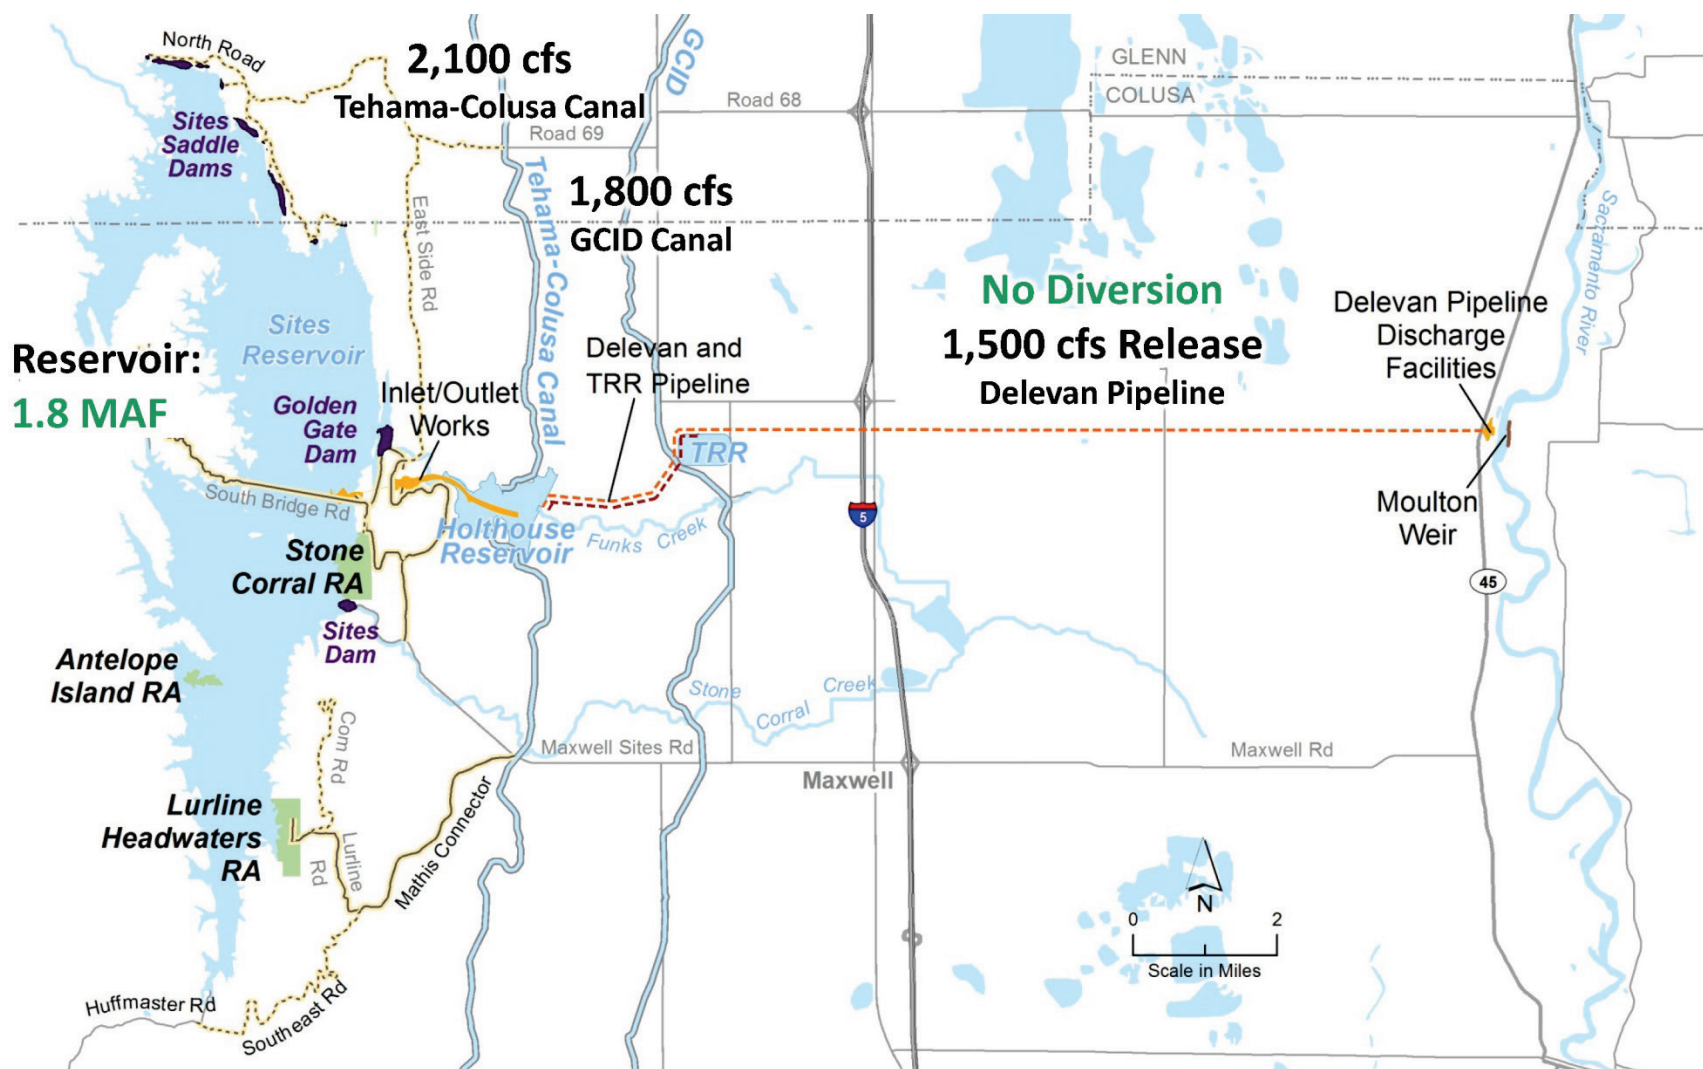 North Road
2,100 cfs
Tehama-Colusa Canal
GCID
GLENN
COLUSA
Road 68
Road 69
Sites
Saddle
Dams
1,800 cfs
GCID Canal
East Side Rd
Tehama-Colusa Canal
Sacramento River
No Diversion
1,500 cfs Release
Delevan Pipeline
Delevan Pipeline
Discharge
Facilities
Sites
Reservoir
Reservoir:
1.8 MAF
Delevan and
TRR Pipeline
Inlet/Outlet
Works
Golden
Gate
Dam
TRR
South Bridge Rd
Moulton
Weir
5
Holthouse
Reservoir
Funks Creek
Stone
Corral RA
45
Sites
Dam
Antelope
Island RA
Stone Corral Creek
Com Rd
Maxwell Sites Rd
Maxwell Rd
Maxwell
Lurline
Headwaters
RA
Lurline Rd
Mathis Connector
N
0 2
Scale in Miles
Huffmaster Rd
Southeast Rd